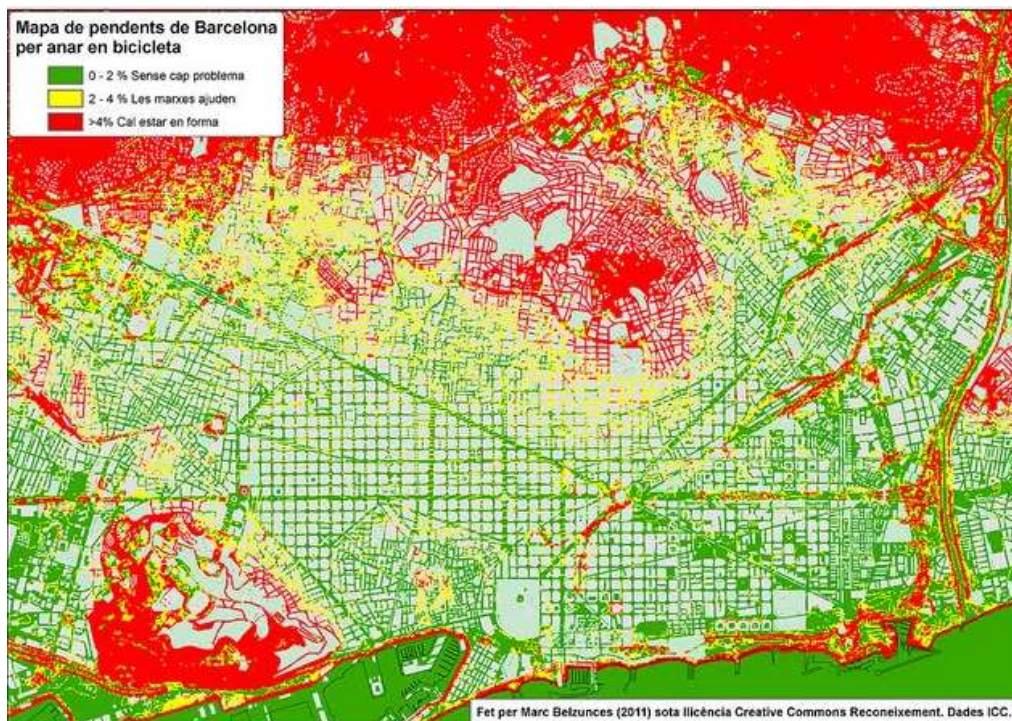 Mapa de pendents de Barcelona
per anar en bicicleta
0 - 2 % Sense cap problema
2 - 4 % Les marxes ajuden
>4% Cal estar en forma
Fet per Marc Belzunces (2011) sota llicència Creative Commons Reconeixement. Dades ICC.